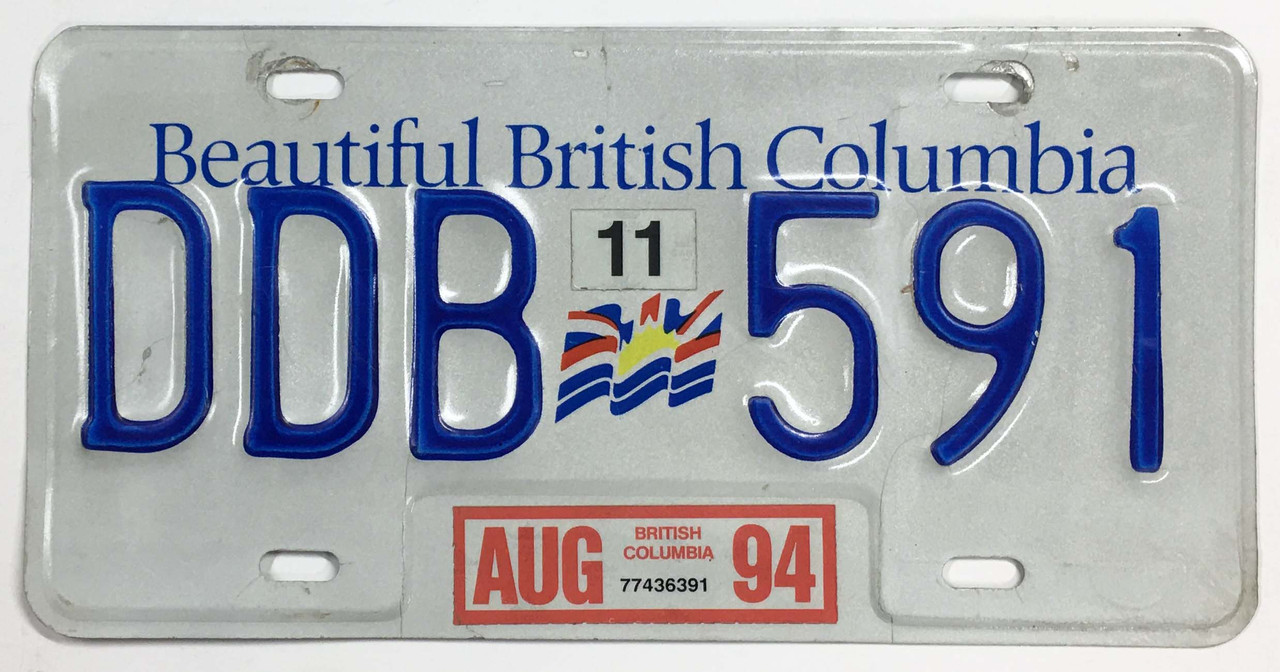 Beautiful British Columbia
DDB 591
11
AUG BRITISH COLUMBIA 94
77436391